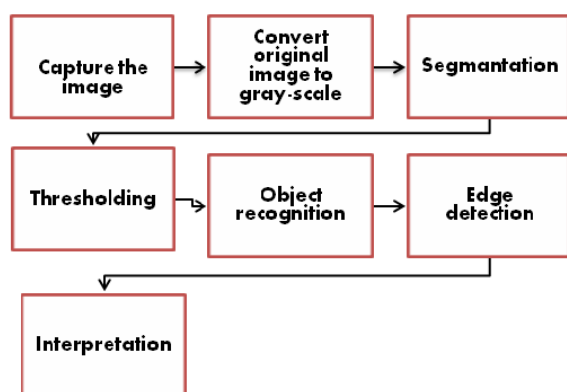 Capture the
image
Convert
original
image to
gray-scale
Segmantation
Thresholding
Object
recognition
Edge
detection
Interpretation